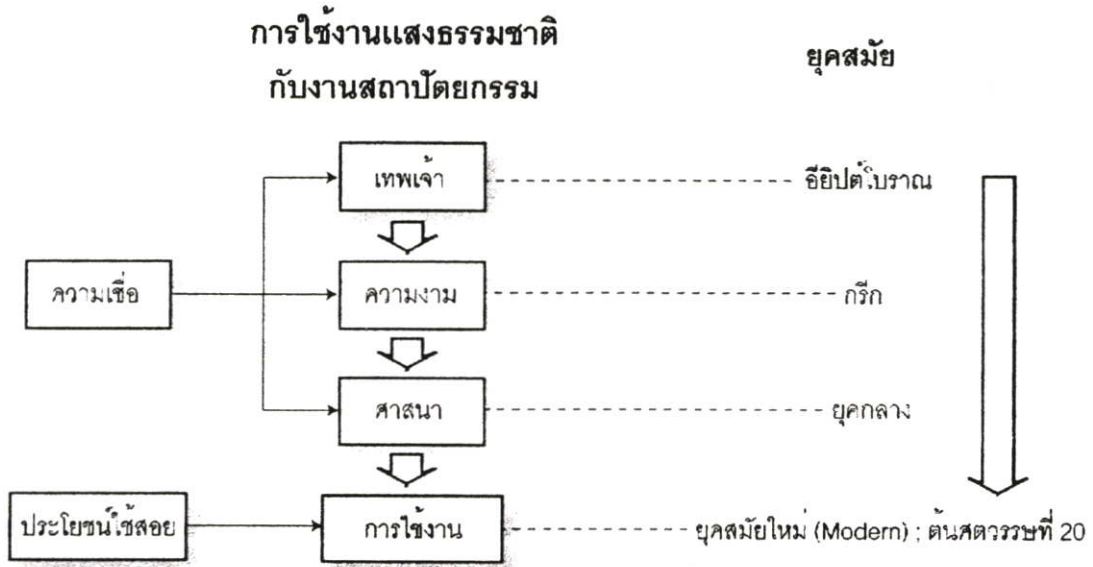 การใช้งานแสงธรรมชาติ
กับงานสถาปัตยกรรม
ยุคสมัย
เทพเจ้า
อียิปต์โบราณ
ความเชื่อ
ความงาม
กรีก
ศาสนา
ยุคกลาง
ประโยชน์ใช้สอย
การใช้งาน
ยุคสมัยใหม่ (Modern) ; ต้นศตวรรษที่ 20